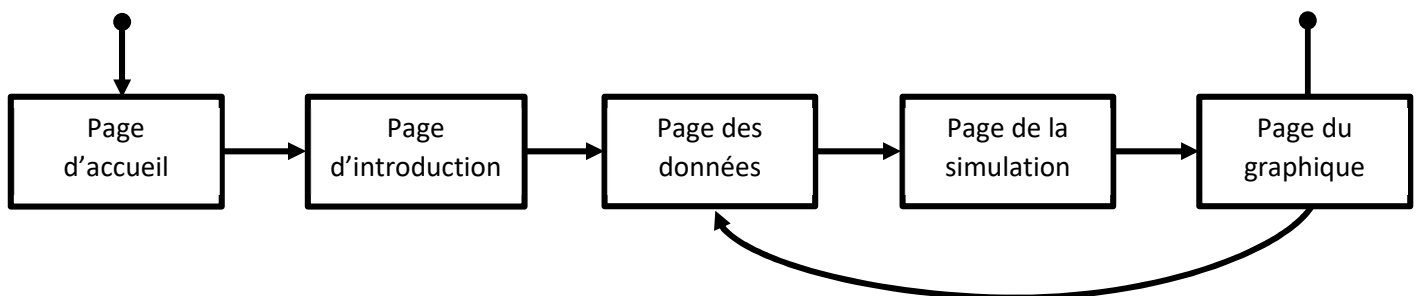 Page
d’accueil
Page
d’introduction
Page des
données
Page de la
simulation
Page du
graphique